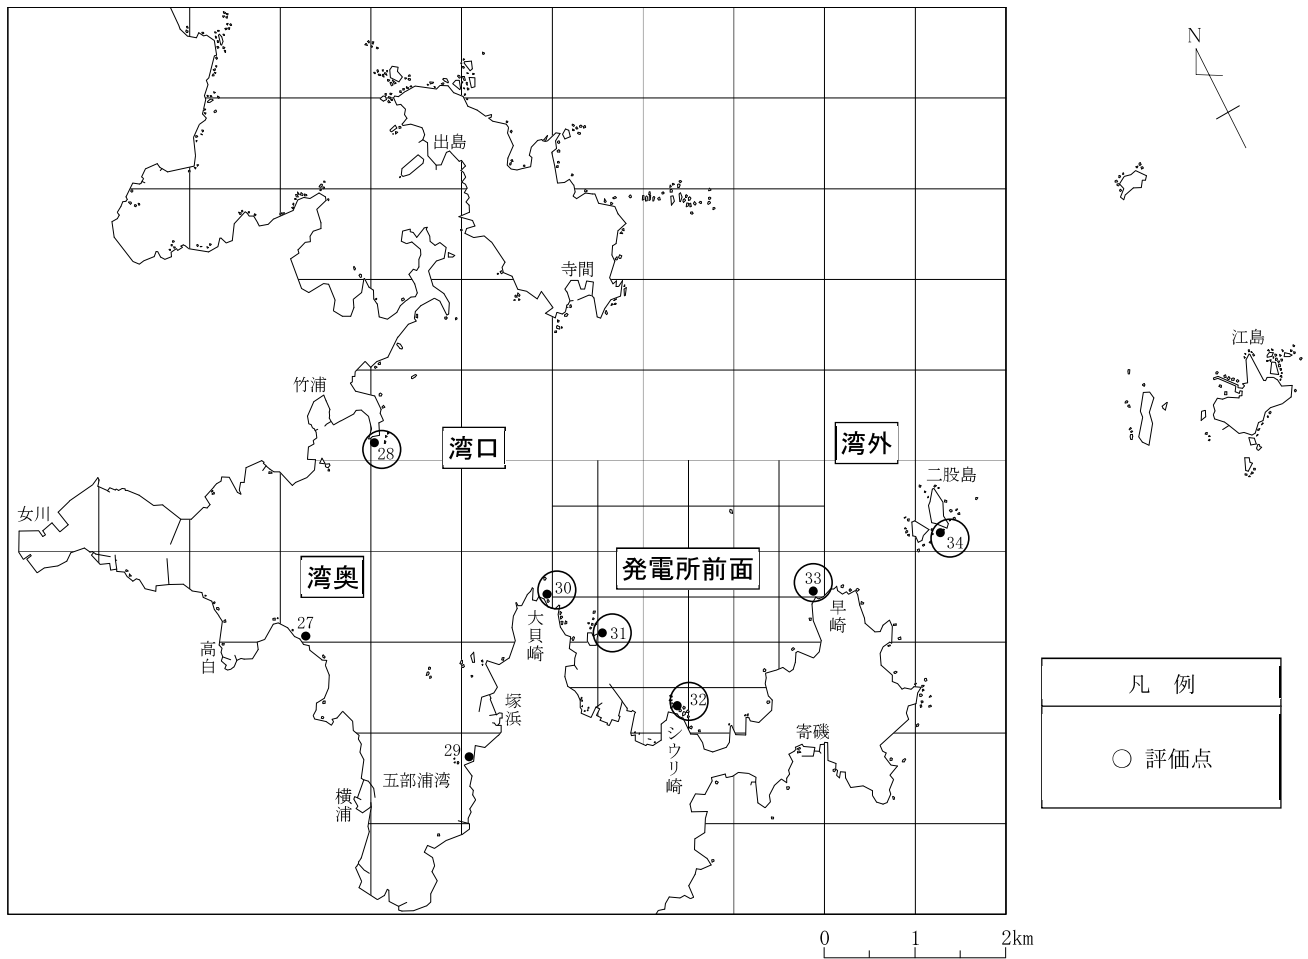 N
出島
寺間
江島
竹浦
湾口
湾外
28
二股島
女川
34
湾奥
発電所前面
30
33
27
大貝崎
31
早崎
高白
32
塚浜
シウリ崎
寄磯
29
五部浦湾
横浦
凡 例
○ 評価点
0 1 2km